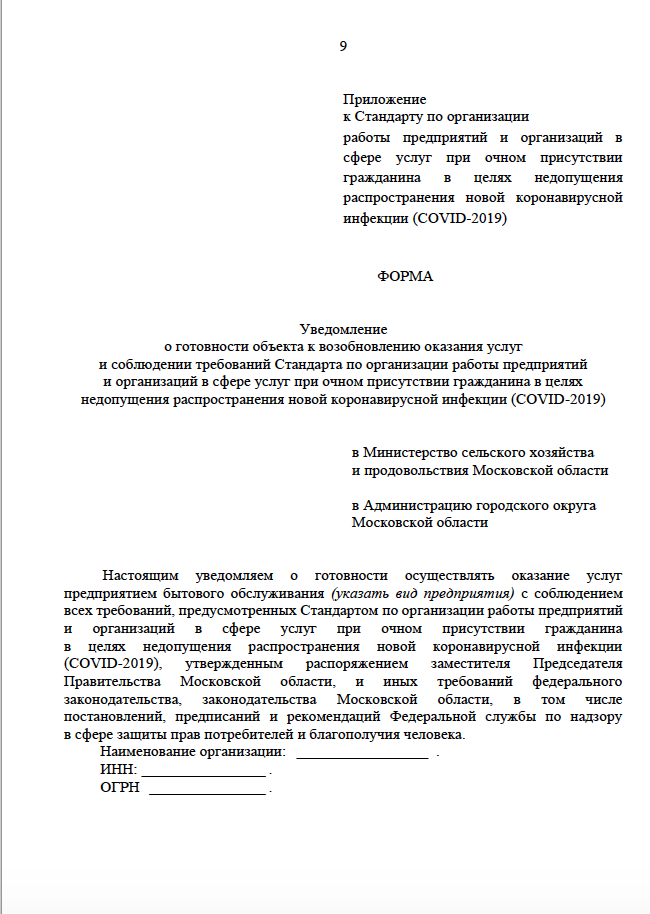 9
Приложение
к Стандарту по организации
работы предприятий и организаций в
сфере услуг при очном присутствии
гражданина в целях недопущения
распространения новой коронавирусной
инфекции (COVID-2019)
ФОРМА
Уведомление
о готовности объекта к возобновлению оказания услуг
и соблюдении требований Стандарта по организации работы предприятий
и организаций в сфере услуг при очном присутствии гражданина в целях
недопущения распространения новой коронавирусной инфекции (COVID-2019)
в Министерство сельского хозяйства
и продовольствия Московской области
в Администрацию городского округа
Московской области
Настоящим уведомляем о готовности осуществлять оказание услуг
предприятием бытового обслуживания (указать вид предприятия) с соблюдением
всех требований, предусмотренных Стандартом по организации работы предприятий
и организаций в сфере услуг при очном присутствии гражданина
в целях недопущения распространения новой коронавирусной инфекции
(COVID-2019), утвержденным распоряжением заместителя Председателя
Правительства Московской области, и иных требований федерального
законодательства, законодательства Московской области, в том числе
постановлений, предписаний и рекомендаций Федеральной службы по надзору
в сфере защиты прав потребителей и благополучия человека.
Наименование организации: __________________ .
ИНН: _________________ .
ОГРН ________________ .